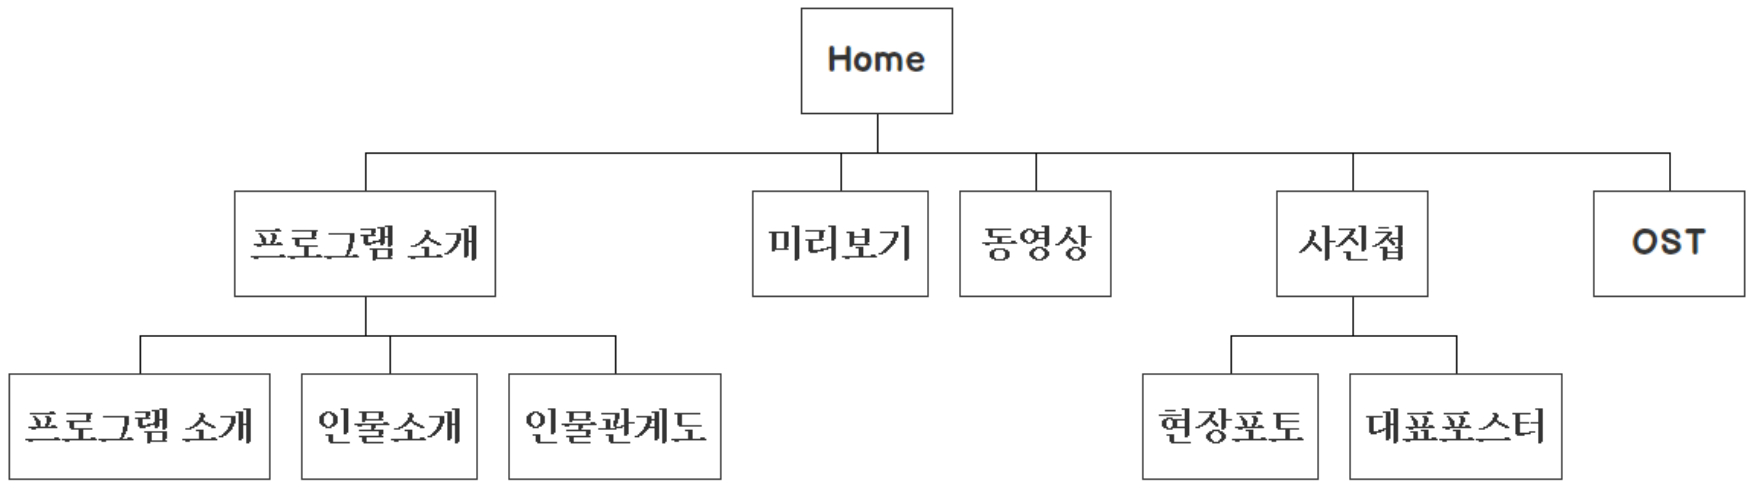 Home
프로그램 소개
미리보기
동영상
사진첩
OST
프로그램 소개
인물소개
인물관계도
현장포토
대표포스터